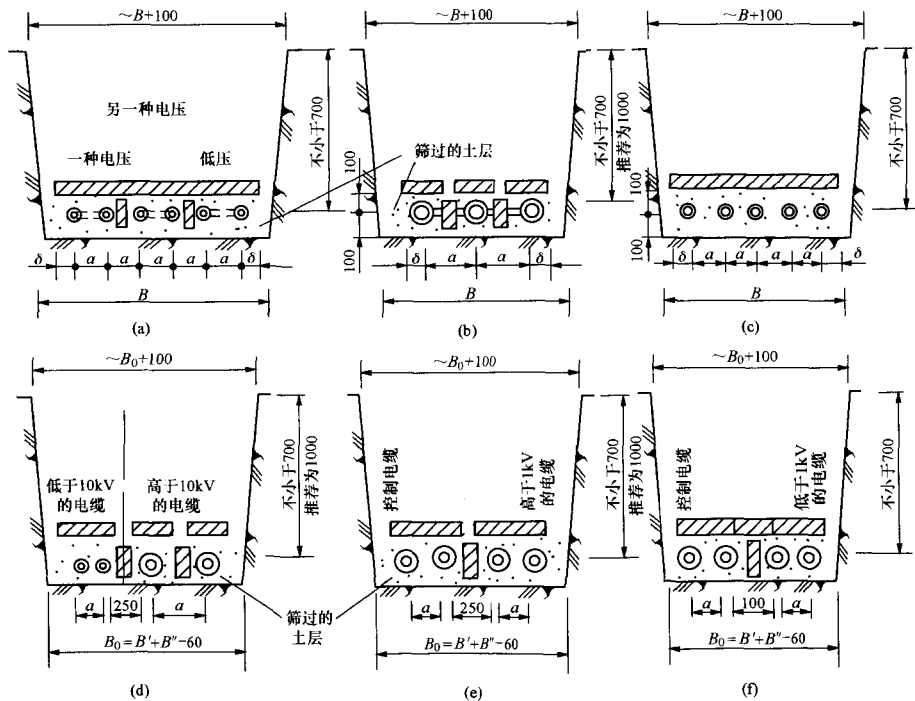 ~B+100
~B+100
~B+100
另一种电压
一种电压
低压
不小于700
筛过的土层
100
100
不小于700
推荐为1000
100
100
不小于700
δ a a a a a δ
δ a a δ
δ a a a a δ
B
B
B
(a)
(b)
(c)
~B₀+100
~B₀+100
~B₀+100
低于10kV
的电缆
高于10kV
的电缆
不小于700
推荐为1000
控制电缆
高于1kV
的电缆
不小于700
推荐为1000
控制电缆
低于1kV
的电缆
不小于700
a 250 a
筛过的
土层
a 250 a
a 100 a
B₀=B′+B″-60
B₀=B′+B″-60
B₀=B′+B″-60
(d)
(e)
(f)